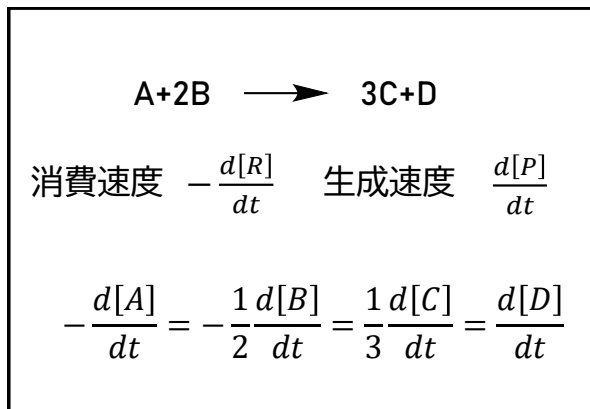 A+2B ⟶ 3C+D
消費速度 −d[R]/dt 生成速度 d[P]/dt
−d[A]/dt = −1/2 d[B]/dt = 1/3 d[C]/dt = d[D]/dt